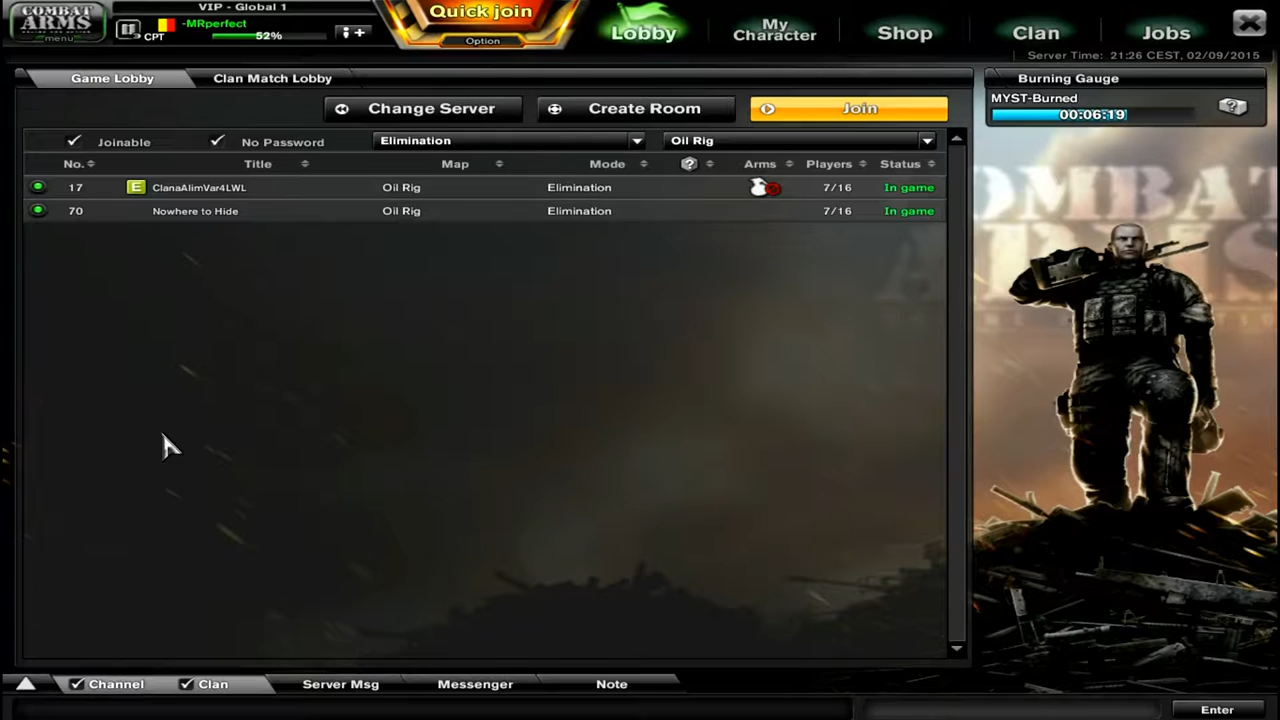 COMBAT ARMS
menu
VIP - Global 1
-MRperfect
CPT
52%
Quick join
Option
Lobby
My Character
Shop
Clan
Jobs
Server Time: 21:26 CEST, 02/09/2015
Game Lobby
Clan Match Lobby
Burning Gauge
MYST-Burned
00:06:19
Change Server
Create Room
Join
Joinable
No Password
Elimination
Oil Rig
No. Title Map Mode Arms Players Status
17 E ClanaAlimVar4LWL Oil Rig Elimination 7/16 In game
70 Nowhere to Hide Oil Rig Elimination 7/16 In game
COMBAT
ARMS
Channel
Clan
Server Msg
Messenger
Note
Enter